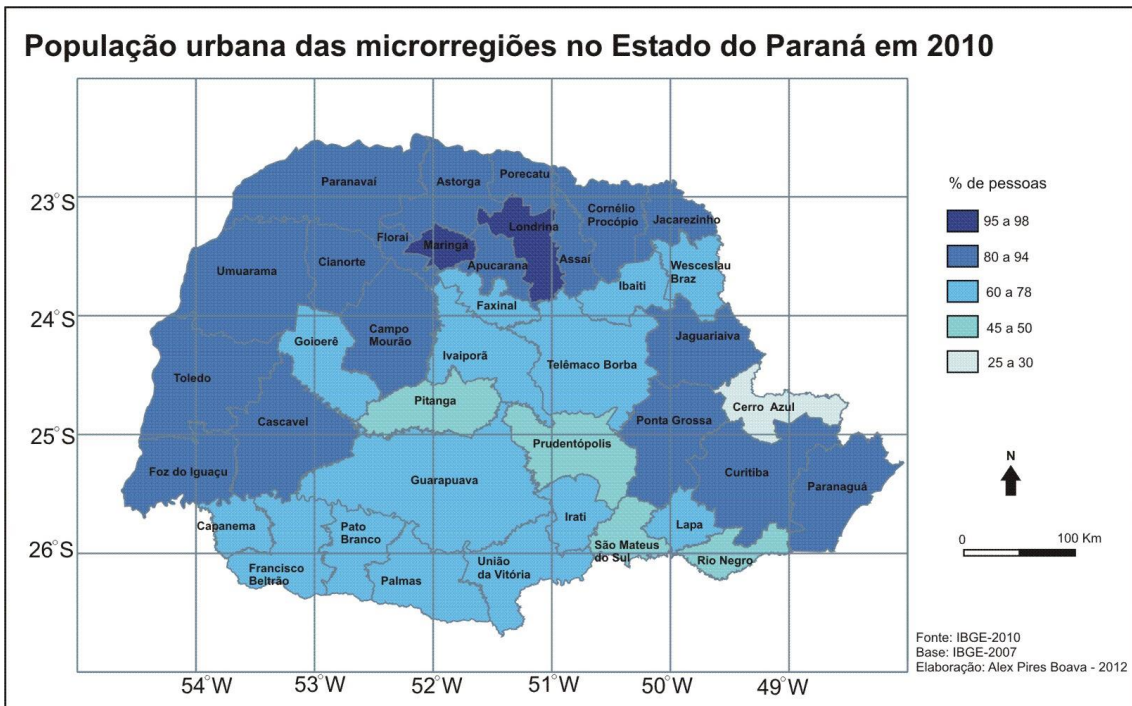 População urbana das microrregiões no Estado do Paraná em 2010
% de pessoas
95 a 98
80 a 94
60 a 78
45 a 50
25 a 30
23°S
24°S
25°S
26°S
Paranavaí
Astorga
Porecatu
Londrina
Cornélio
Procópio
Jacarezinho
Florai
Maringá
Apucarana
Assaí
Umuarama
Cianorte
Ibaiti
Wesceslau
Braz
Faxinal
Goioerê
Campo
Mourão
Ivaiporã
Telêmaco Borba
Jaguariaiva
Toledo
Pitanga
Cerro Azul
Cascavel
Prudentópolis
Ponta Grossa
Foz do Iguaçu
Guarapuava
Curitiba
Paranaguá
Capanema
Pato
Branco
Irati
Lapa
São Mateus
do Sul
Rio Negro
Francisco
Beltrão
Palmas
União
da Vitória
N
0 100 Km
54°W 53°W 52°W 51°W 50°W 49°W
Fonte: IBGE-2010
Base: IBGE-2007
Elaboração: Alex Pires Boava - 2012